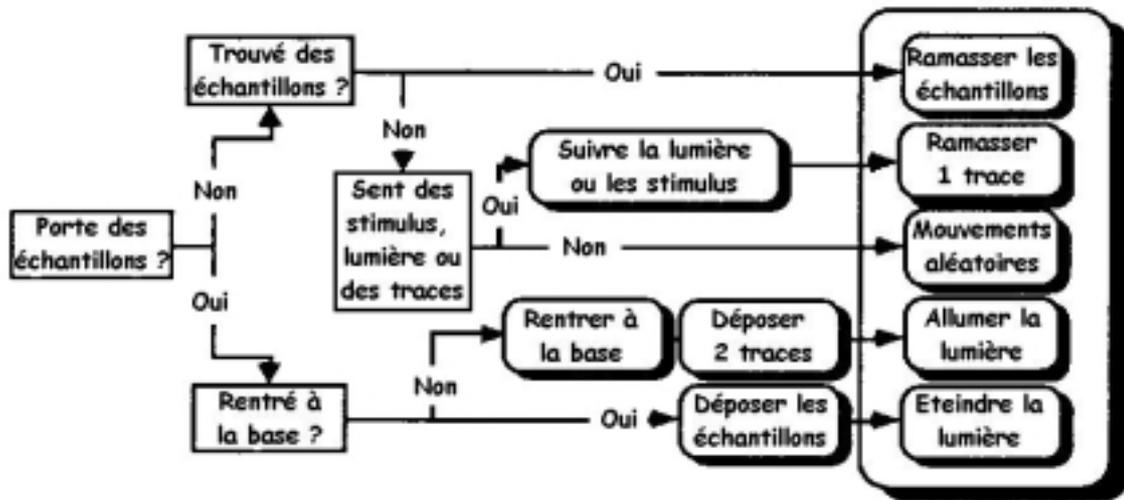 Trouvé des
échantillons ?
Oui
Ramasser les
échantillons
Non
Suivre la lumière
ou les stimulus
Ramasser
1 trace
Non
Sent des
stimulus,
lumière ou
des traces
Oui
Porte des
échantillons ?
Non
Mouvements
aléatoires
Oui
Rentrer à
la base
Déposer
2 traces
Allumer la
lumière
Non
Rentré à
la base ?
Oui
Déposer les
échantillons
Eteindre la
lumière